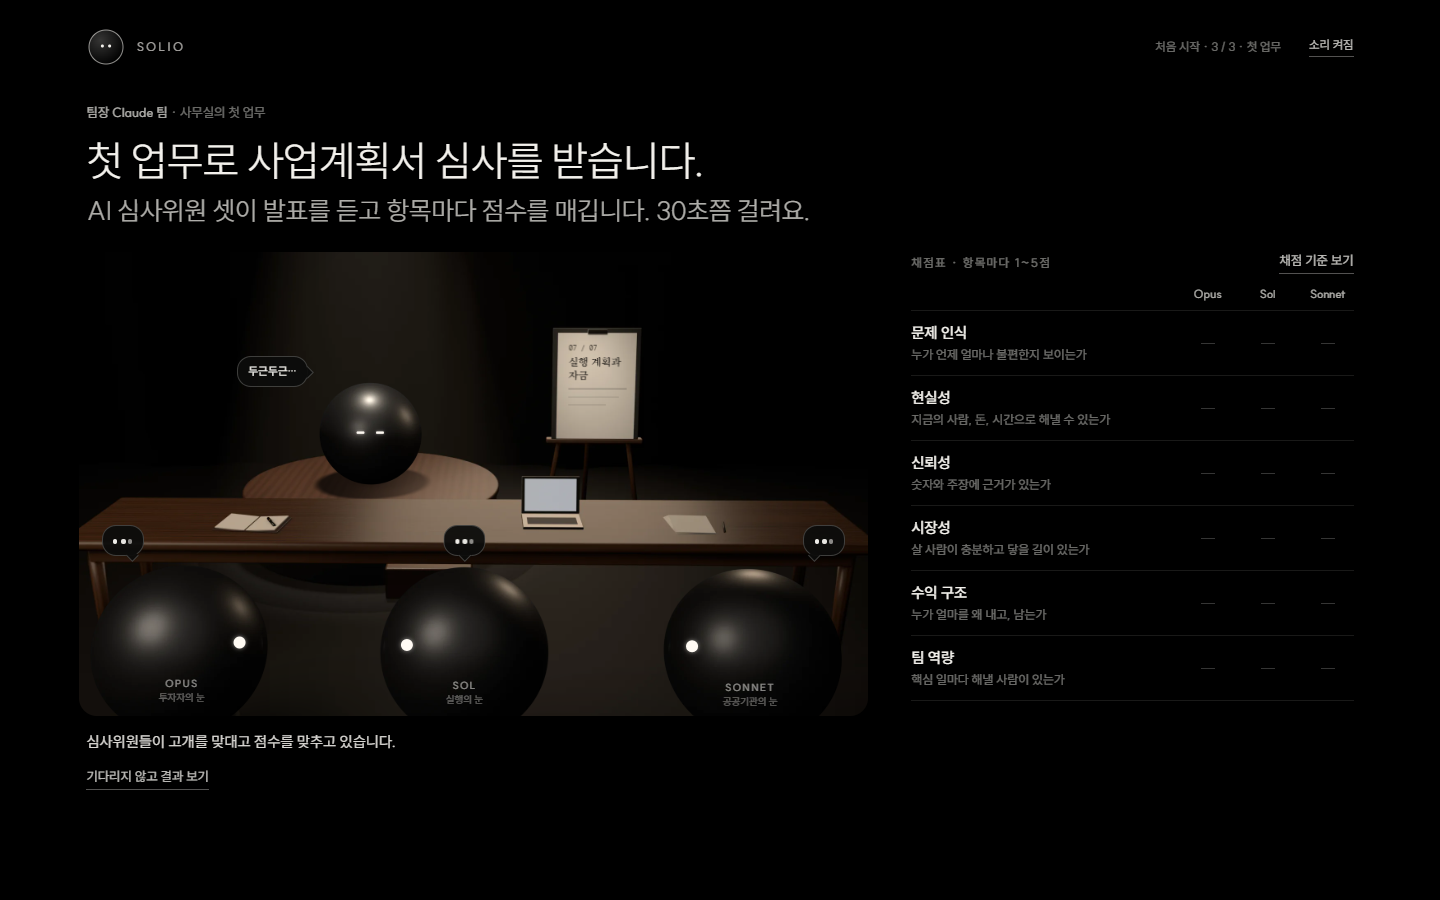 SOLIO
처음 시작 · 3 / 3 · 첫 업무
소리 켜짐
팀장 Claude 팀 · 사무실의 첫 업무
첫 업무로 사업계획서 심사를 받습니다.
AI 심사위원 셋이 발표를 듣고 항목마다 점수를 매깁니다. 30초쯤 걸려요.
두근두근…
07 / 07
실행 계획과
자금
OPUS
투자자의 눈
SOL
실행의 눈
SONNET
공공기관의 눈
심사위원들이 고개를 맞대고 점수를 맞추고 있습니다.
기다리지 않고 결과 보기
채점표 · 항목마다 1~5점
채점 기준 보기
Opus Sol Sonnet
문제 인식
누가 언제 얼마나 불편한지 보이는가
현실성
지금의 사람, 돈, 시간으로 해낼 수 있는가
신뢰성
숫자와 주장에 근거가 있는가
시장성
살 사람이 충분하고 닿을 길이 있는가
수익 구조
누가 얼마를 왜 내고, 남는가
팀 역량
핵심 일마다 해낼 사람이 있는가